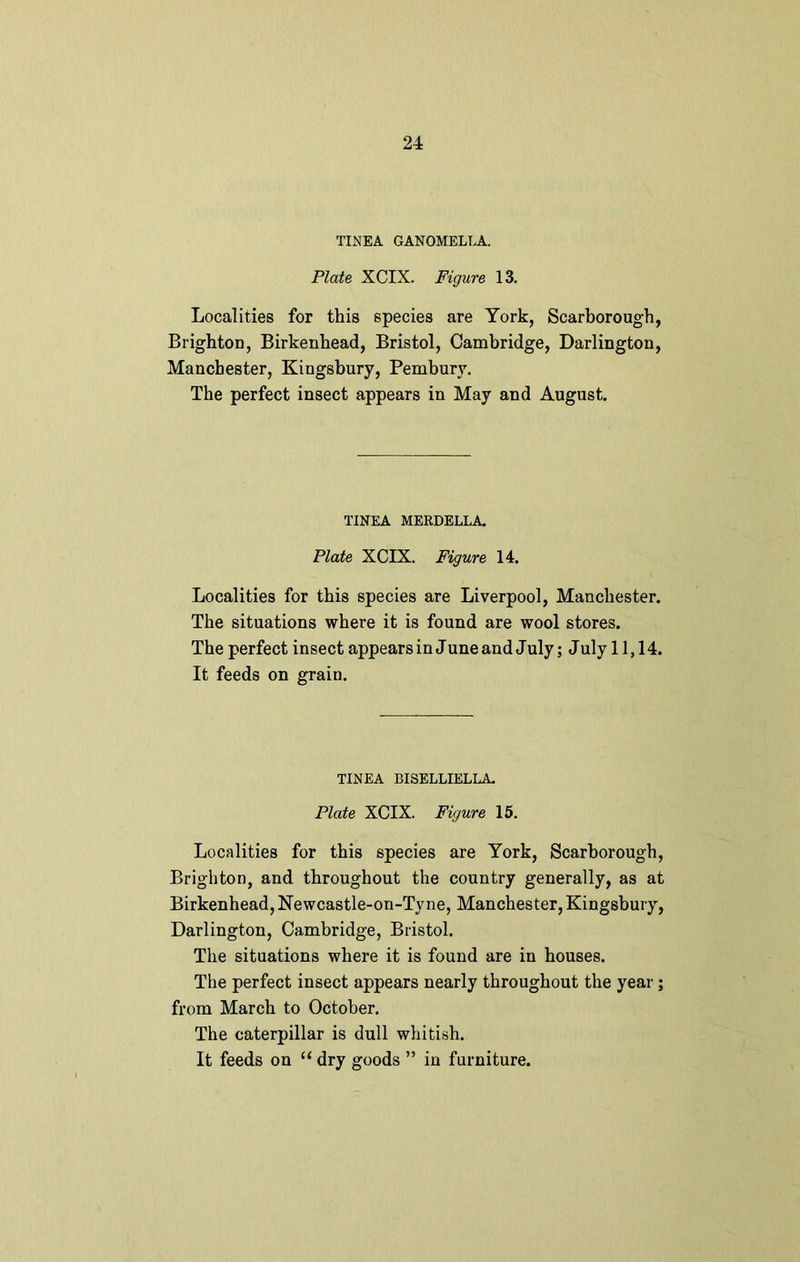 24
TINEA GANOMELLA.
Plate XCIX. Figure 13.
Localities for this species are York, Scarborough,
Brighton, Birkenhead, Bristol, Cambridge, Darlington,
Manchester, Kingsbury, Pembury.
The perfect insect appears in May and August.
TINEA MERDELLA.
Plate XCIX. Figure 14.
Localities for this species are Liverpool, Manchester.
The situations where it is found are wool stores.
The perfect insect appears in June and July; July 11, 14.
It feeds on grain.
TINEA BISELLIELLA.
Plate XCIX. Figure 15.
Localities for this species are York, Scarborough,
Brighton, and throughout the country generally, as at
Birkenhead, Newcastle-on-Tyne, Manchester, Kingsbury,
Darlington, Cambridge, Bristol.
The situations where it is found are in houses.
The perfect insect appears nearly throughout the year;
from March to October.
The caterpillar is dull whitish.
It feeds on “dry goods” in furniture.